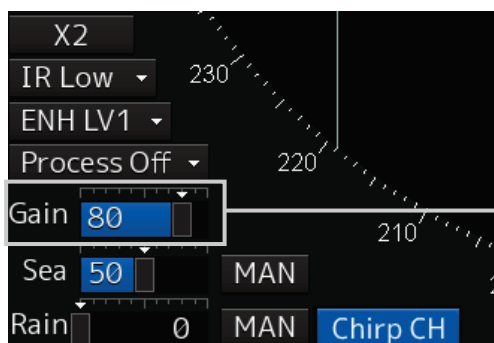 X2
IR Low
230
ENH LV1
Process Off
220
Gain 80
210
Sea 50 MAN
Rain 0 MAN Chirp CH